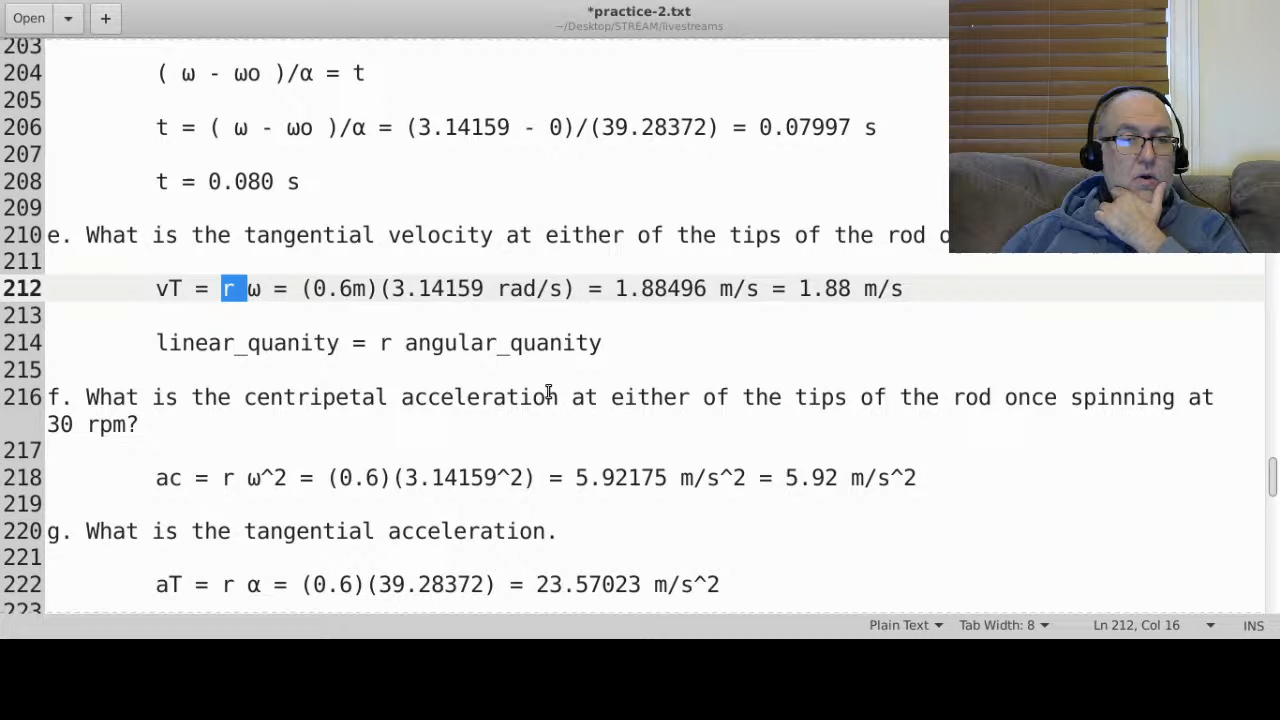 Open
*practice-2.txt
~/Desktop/STREAM/livestreams
203
204 ( ω - ωo )/α = t
205
206 t = ( ω - ωo )/α = (3.14159 - 0)/(39.28372) = 0.07997 s
207
208 t = 0.080 s
209
210 e. What is the tangential velocity at either of the tips of the rod
211
212 vT = r ω = (0.6m)(3.14159 rad/s) = 1.88496 m/s = 1.88 m/s
213
214 linear_quanity = r angular_quanity
215
216 f. What is the centripetal acceleration at either of the tips of the rod once spinning at
30 rpm?
217
218 ac = r ω^2 = (0.6)(3.14159^2) = 5.92175 m/s^2 = 5.92 m/s^2
219
220 g. What is the tangential acceleration.
221
222 aT = r α = (0.6)(39.28372) = 23.57023 m/s^2
223
Plain Text Tab Width: 8 Ln 212, Col 16 INS